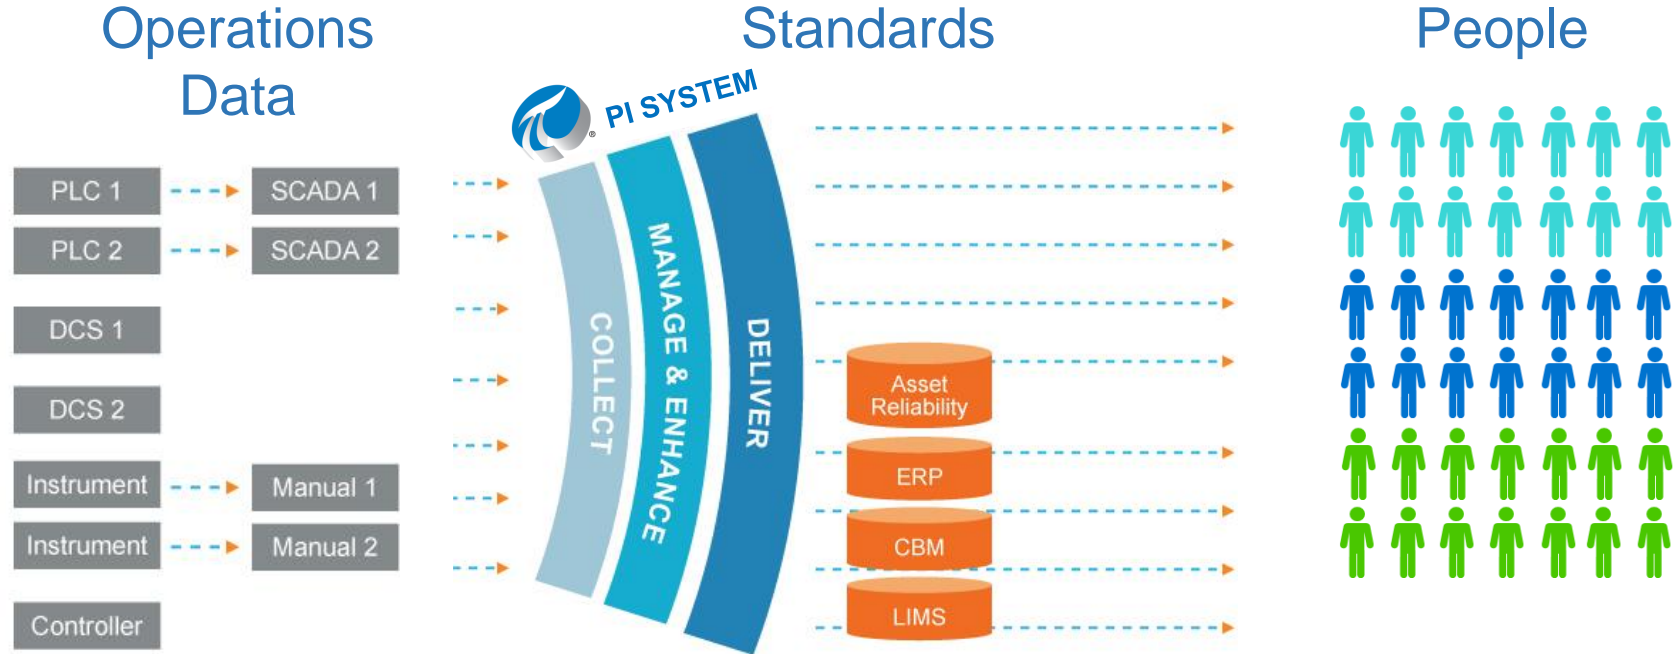 Operations
Data
Standards
People
PI SYSTEM
®
PLC 1
SCADA 1
PLC 2
SCADA 2
DCS 1
DCS 2
Instrument
Manual 1
Instrument
Manual 2
Controller
COLLECT
MANAGE & ENHANCE
DELIVER
Asset
Reliability
ERP
CBM
LIMS